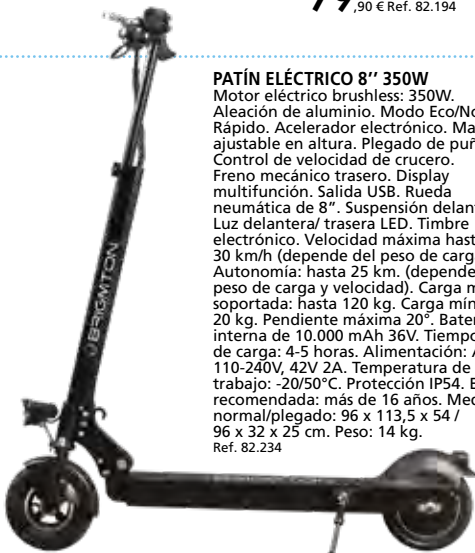 79,90 € Ref. 82.194
PATÍN ELÉCTRICO 8’’ 350W
Motor eléctrico brushless: 350W.
Aleación de aluminio. Modo Eco/No
Rápido. Acelerador electrónico. Ma
ajustable en altura. Plegado de puñ
Control de velocidad de crucero.
Freno mecánico trasero. Display
multifunción. Salida USB. Rueda
neumática de 8”. Suspensión delan
Luz delantera/ trasera LED. Timbre
electrónico. Velocidad máxima hast
30 km/h (depende del peso de carg
Autonomía: hasta 25 km. (depende
peso de carga y velocidad). Carga m
soportada: hasta 120 kg. Carga mín
20 kg. Pendiente máxima 20°. Bater
interna de 10.000 mAh 36V. Tiempo
de carga: 4-5 horas. Alimentación: A
110-240V, 42V 2A. Temperatura de
trabajo: -20/50°C. Protección IP54. E
recomendada: más de 16 años. Med
normal/plegado: 96 x 113,5 x 54 /
96 x 32 x 25 cm. Peso: 14 kg.
Ref. 82.234
BRIGMTON